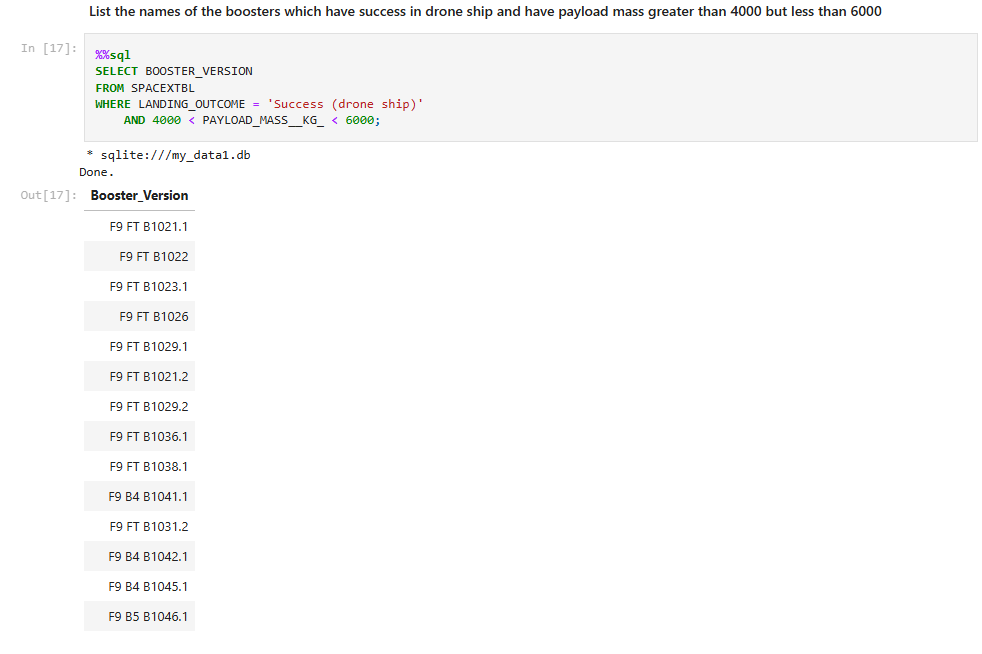 List the names of the boosters which have success in drone ship and have payload mass greater than 4000 but less than 6000
In [17]:
%%sql
SELECT BOOSTER_VERSION
FROM SPACEXTBL
WHERE LANDING_OUTCOME = 'Success (drone ship)'
    AND 4000 < PAYLOAD_MASS__KG_ < 6000;
* sqlite:///my_data1.db
Done.
Out[17]:
Booster_Version
F9 FT B1021.1
F9 FT B1022
F9 FT B1023.1
F9 FT B1026
F9 FT B1029.1
F9 FT B1021.2
F9 FT B1029.2
F9 FT B1036.1
F9 FT B1038.1
F9 B4 B1041.1
F9 FT B1031.2
F9 B4 B1042.1
F9 B4 B1045.1
F9 B5 B1046.1